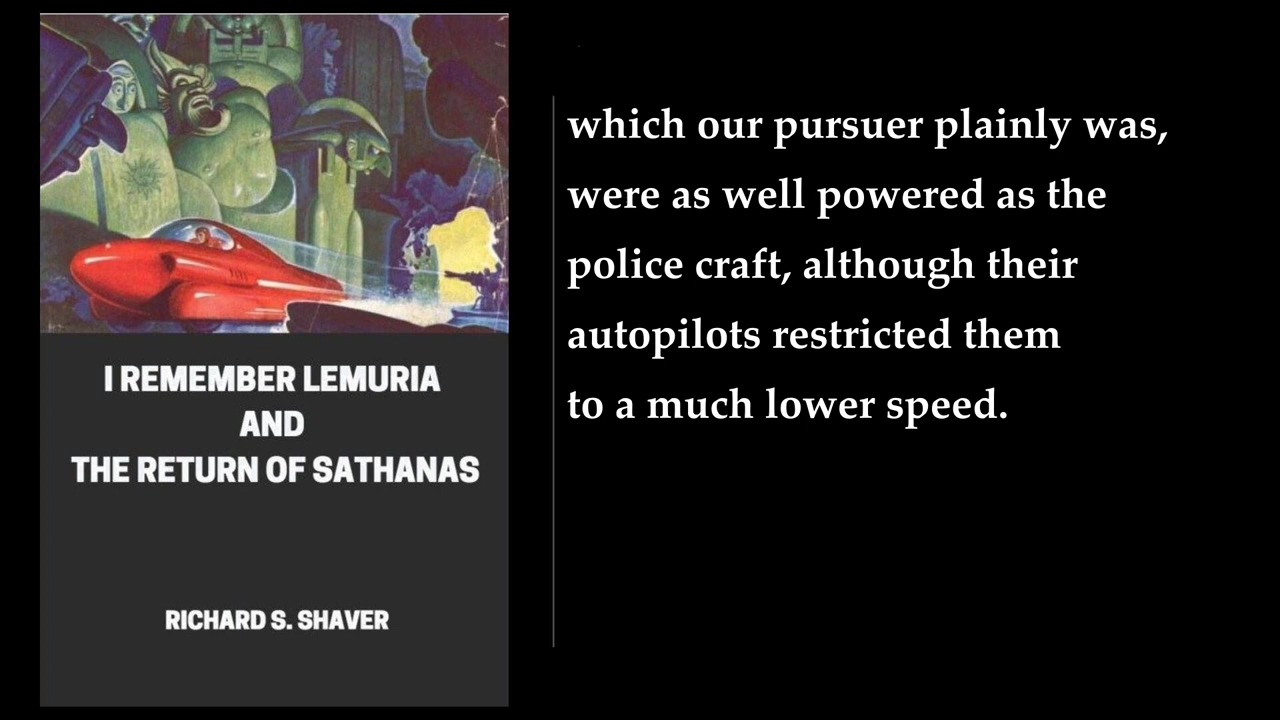 I REMEMBER LEMURIA
AND
THE RETURN OF SATHANAS
RICHARD S. SHAVER
which our pursuer plainly was,
were as well powered as the
police craft, although their
autopilots restricted them
to a much lower speed.